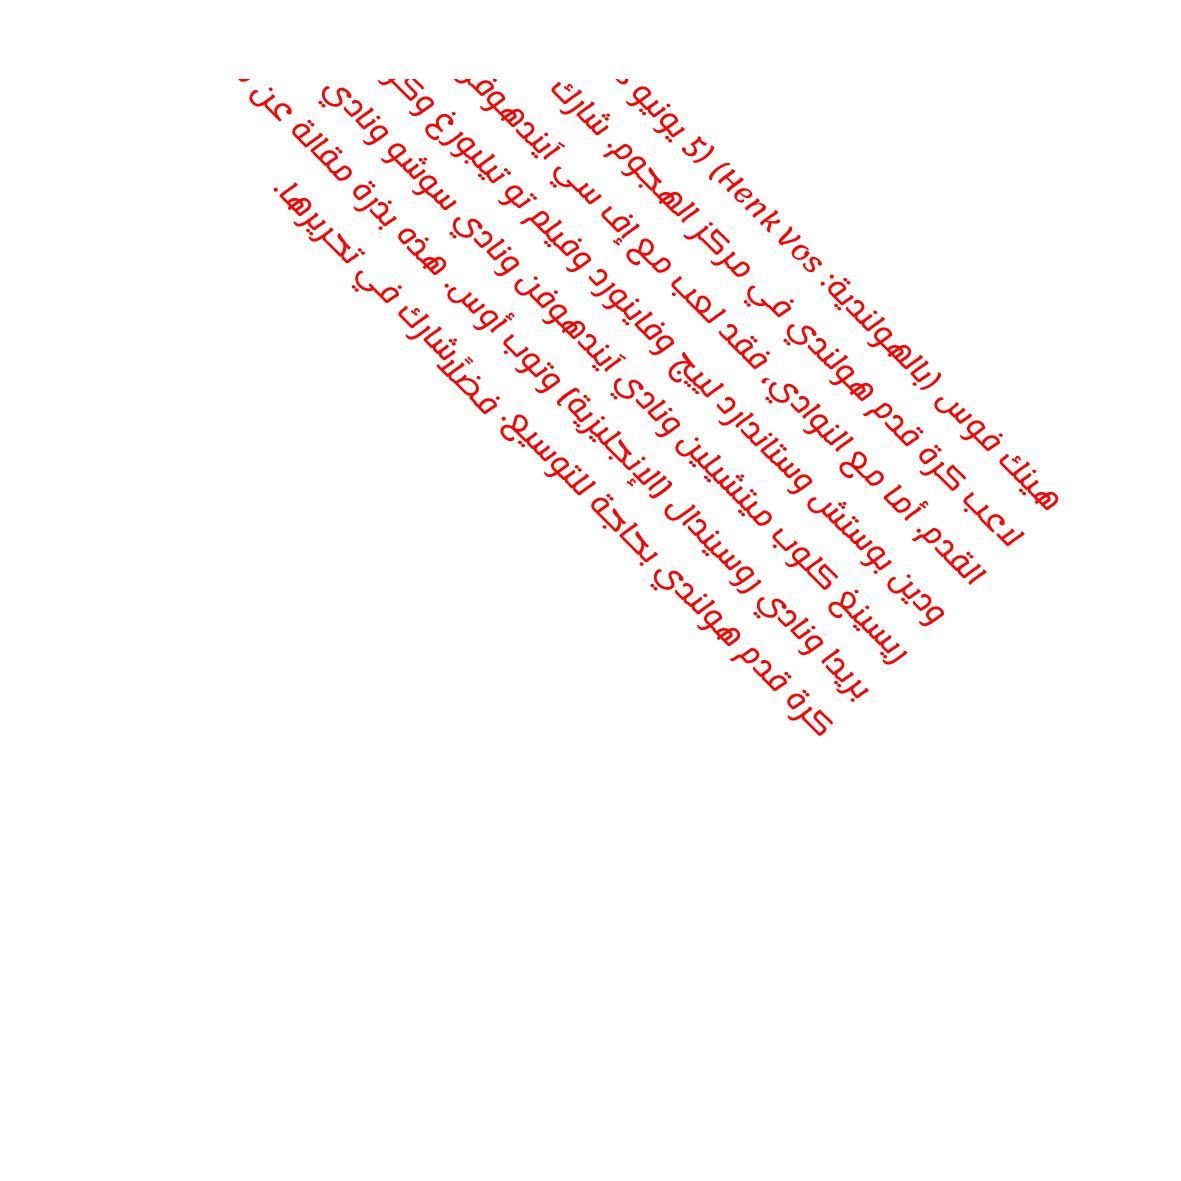 هينك فوس (بالهولندية: Henk Vos) (5 يونيو
لاعب كرة قدم هولندي في مركز الهجوم. شارك
القدم. أما مع النوادي، فقد لعب مع إف سي آيندهوفن
ودين بوستش وستاندارد لييج وفاينورد وفيلم تو تيلبورغ
ريسينغ كلوب ميتشيلين ونادي آيندهوفن ونادي سوشو ونادي
بريدا ونادي روسيندال (الإنجليزية) وتوب أوس. هذه بذرة مقالة عن
كرة قدم هولندي بحاجة للتوسيع. فضلًاشارك في تحريرها.